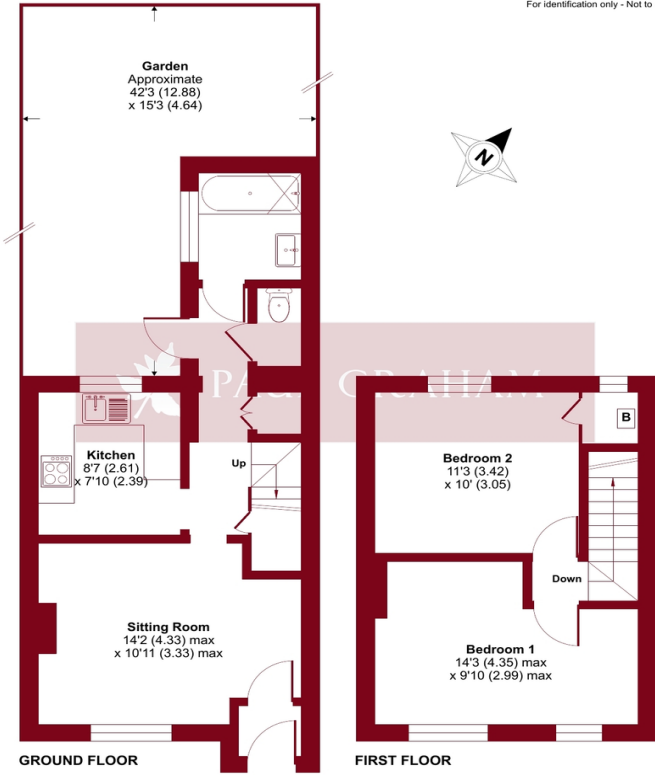 For identification only - Not to
Garden
Approximate
42'3 (12.88)
x 15'3 (4.64)
N
PAUL GRAHAM
Kitchen
8'7 (2.61)
x 7'10 (2.39)
Up
B
Bedroom 2
11'3 (3.42)
x 10' (3.05)
Down
Sitting Room
14'2 (4.33) max
x 10'11 (3.33) max
Bedroom 1
14'3 (4.35) max
x 9'10 (2.99) max
GROUND FLOOR
FIRST FLOOR